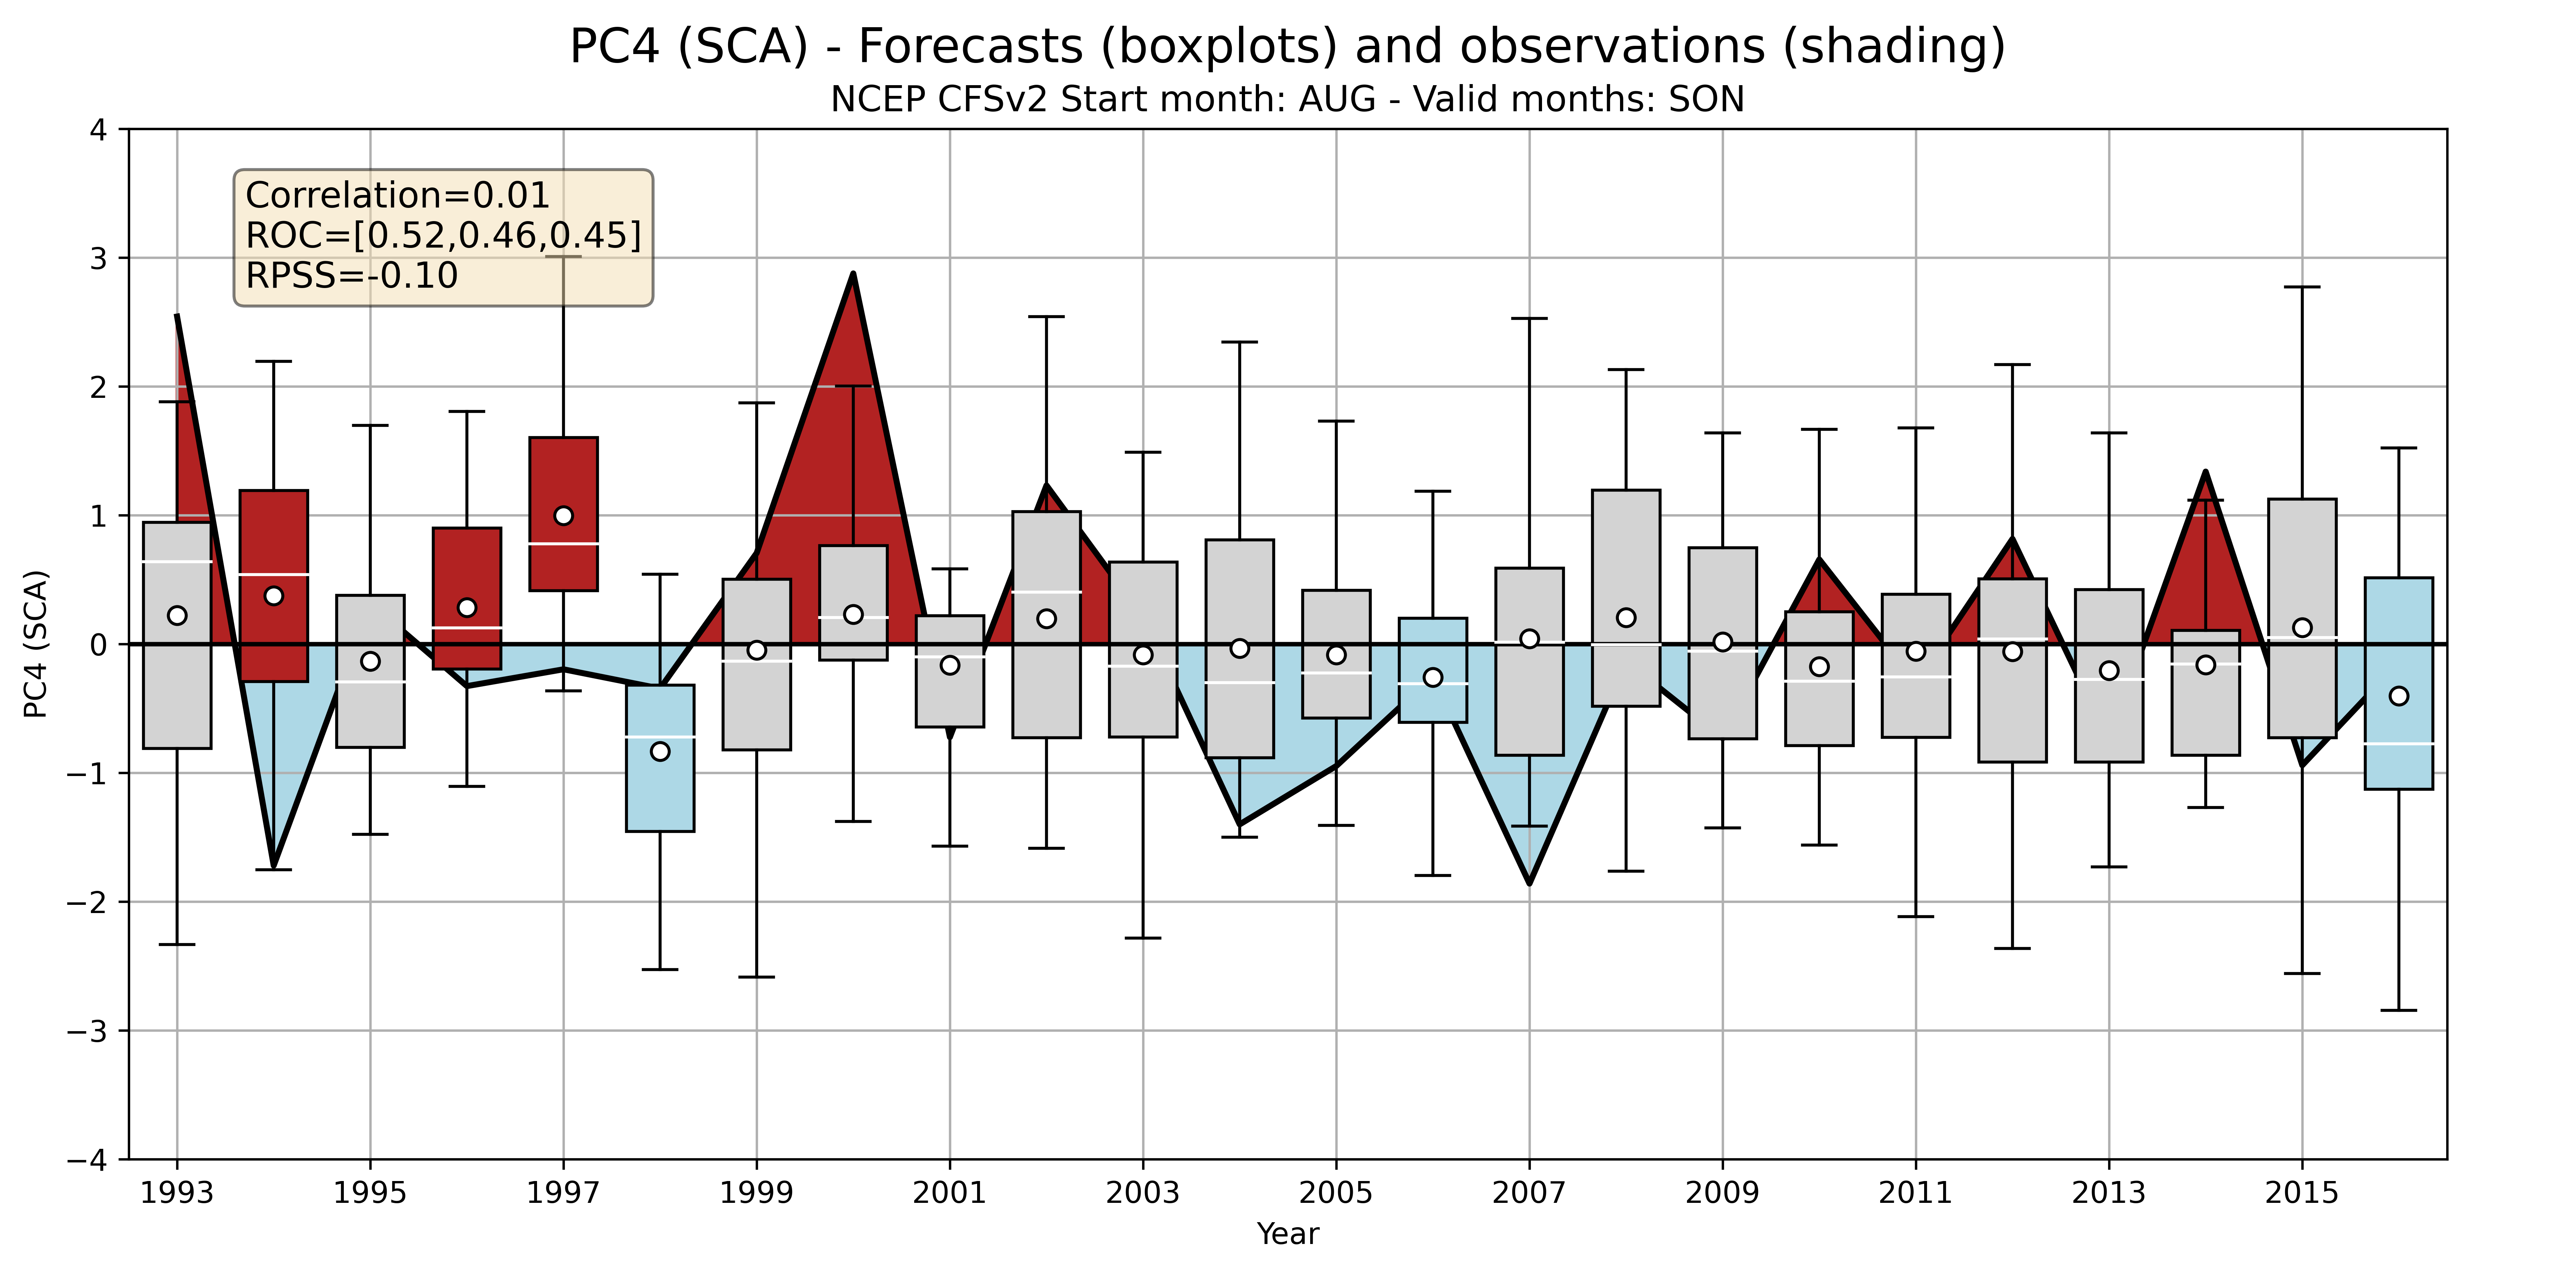 PC4 (SCA) - Forecasts (boxplots) and observations (shading)
NCEP CFSv2 Start month: AUG - Valid months: SON
Correlation=0.01
ROC=[0.52,0.46,0.45]
RPSS=-0.10
PC4 (SCA)
4
3
2
1
0
−1
−2
−3
−4
1993 1995 1997 1999 2001 2003 2005 2007 2009 2011 2013 2015
Year